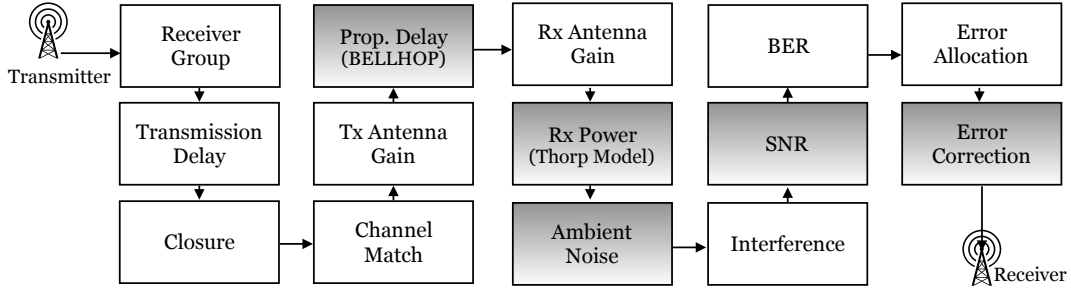 Transmitter
Receiver
Group
Transmission
Delay
Closure
Channel
Match
Tx Antenna
Gain
Prop. Delay
(BELLHOP)
Rx Antenna
Gain
Rx Power
(Thorp Model)
Ambient
Noise
Interference
SNR
BER
Error
Allocation
Error
Correction
Receiver